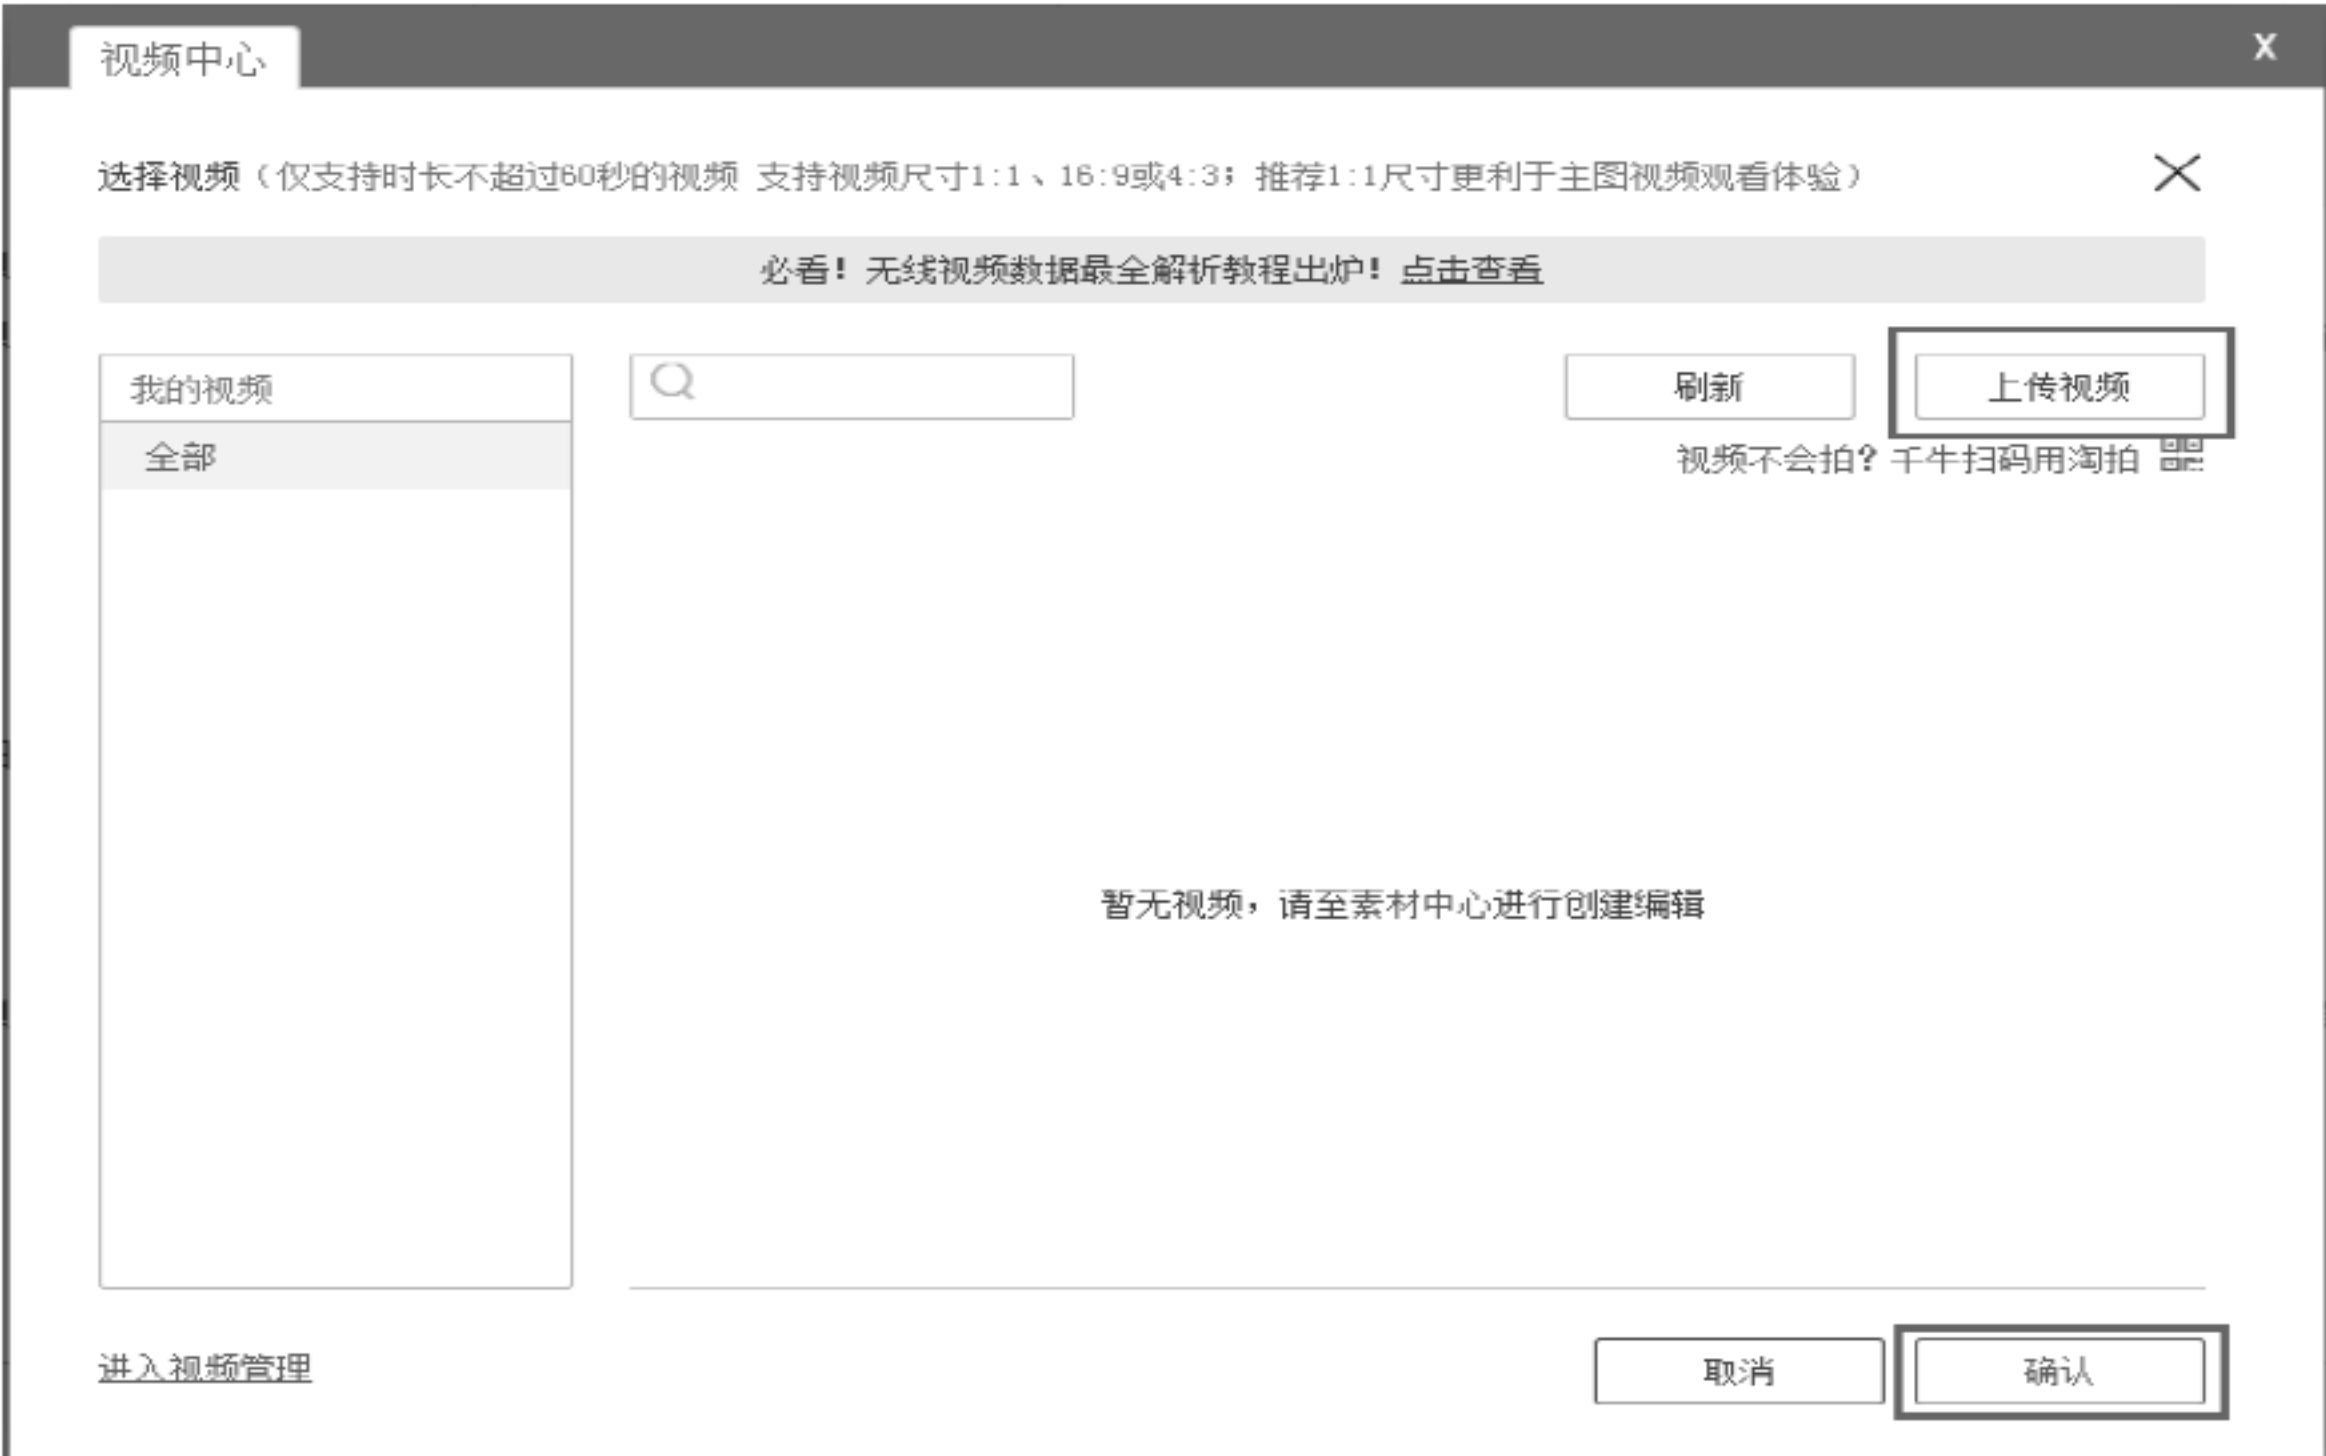 视频中心
X
选择视频（仅支持时长不超过60秒的视频 支持视频尺寸1:1、16:9或4:3；推荐1:1尺寸更利于主图视频观看体验）
必看！无线视频数据最全解析教程出炉！点击查看
我的视频
刷新
上传视频
全部
视频不会拍？千牛扫码用淘拍
暂无视频，请至素材中心进行创建编辑
进入视频管理
取消
确认